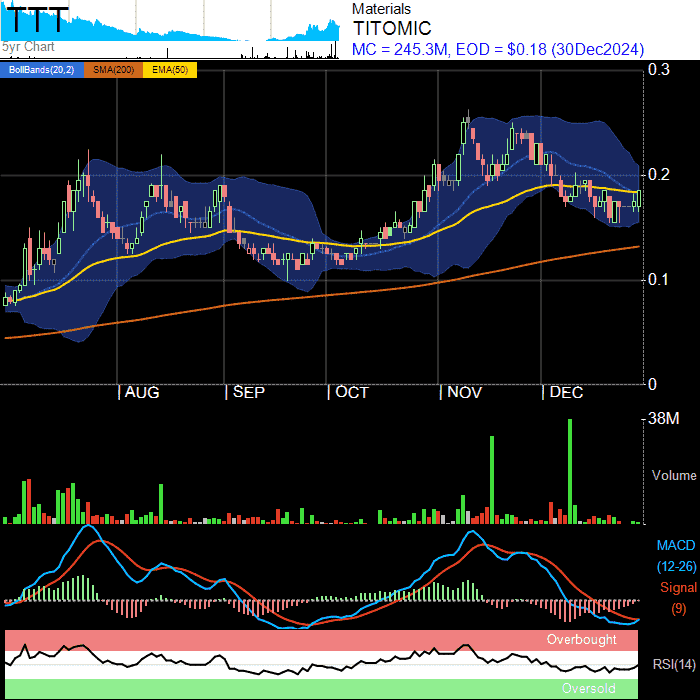 TTT
5yr Chart
Materials
TITOMIC
MC = 245.3M, EOD = $0.18 (30Dec2024)
BollBands(20,2) SMA(200) EMA(50)
0.3
0.2
0.1
0
AUG SEP OCT NOV DEC
38M
Volume
MACD
(12-26)
Signal
(9)
Overbought
RSI(14)
Oversold